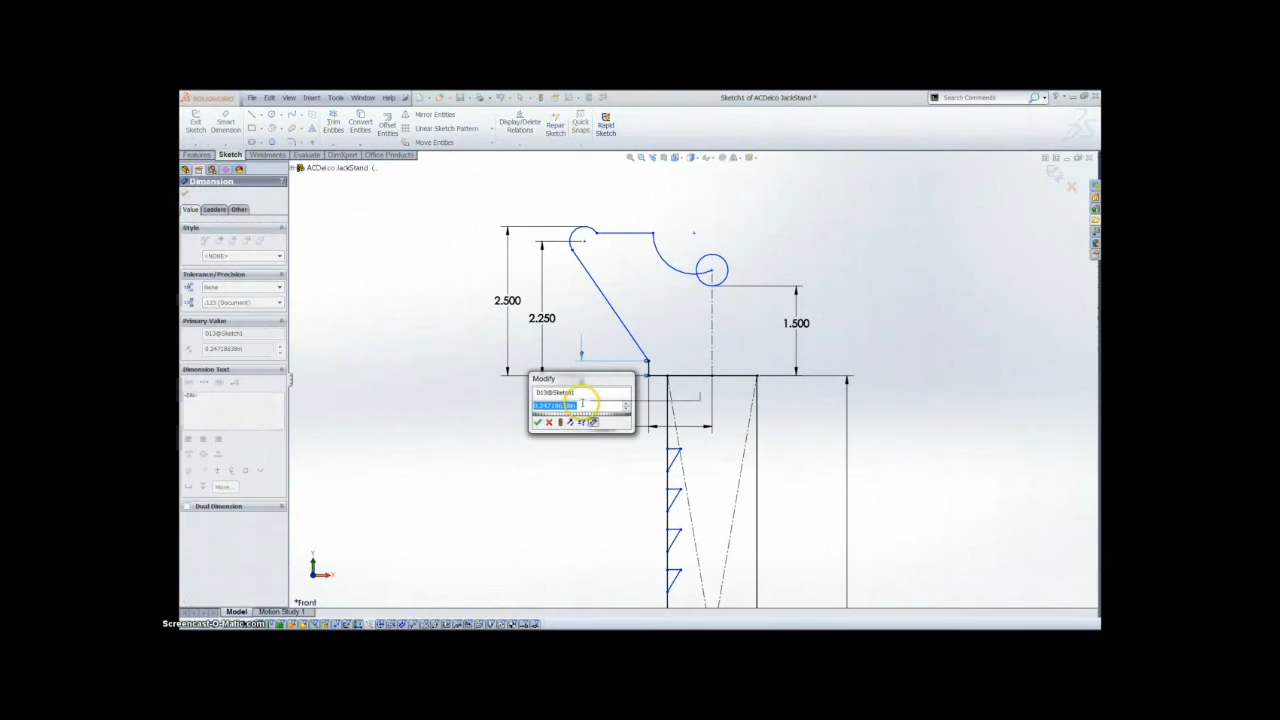 SOLIDWORKS File Edit View Insert Tools Window Help Sketch1 of ACDelco JackStand * Search Commands
Exit Sketch Smart Dimension Trim Entities Convert Entities Offset Entities Mirror Entities Linear Sketch Pattern Move Entities Display/Delete Relations Repair Sketch Quick Snaps Rapid Sketch
Features Sketch Weldments Evaluate DimXpert Office Products
ACDelco JackStand (..
Dimension
Value Leaders Other
Style
<NONE>
Tolerance/Precision
None
.123 (Document)
Primary Value
D13@Sketch1
0.24718638in
Dimension Text
<DIM>
More...
Dual Dimension
2.500
2.250
1.500
Modify
D13@Sketch1
0.24718638in
Y
X
*Front
Model Motion Study 1
Screencast-O-Matic.com